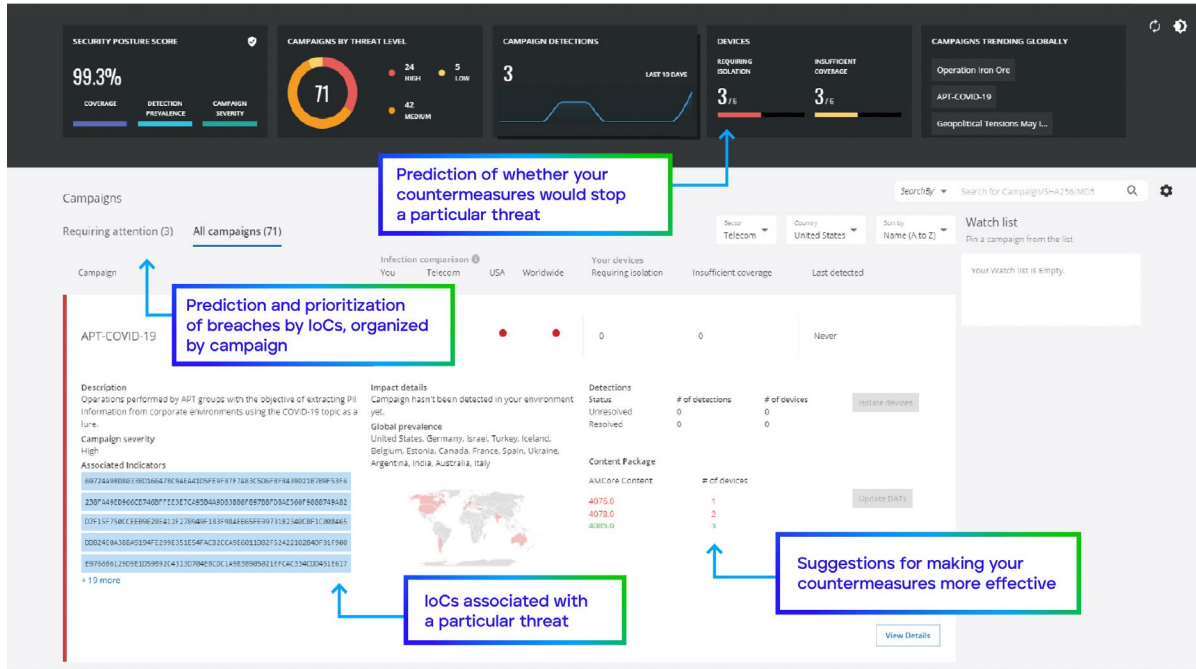 SECURITY POSTURE SCORE
99.3%
COVERAGE
DETECTION
PREVALENCE
CAMPAIGN
SEVERITY
CAMPAIGNS BY THREAT LEVEL
71
24
HIGH
5
LOW
42
MEDIUM
CAMPAIGN DETECTIONS
3
LAST 10 DAYS
DEVICES
REQUIRING
ISOLATION
3/6
INSUFFICIENT
COVERAGE
3/6
CAMPAIGNS TRENDING GLOBALLY
Operation Iron Ore
APT-COVID-19
Geopolitical Tensions May I...
Prediction of whether your
countermeasures would stop
a particular threat
Campaigns
SearchBy
Search for Campaign/SHA256/MD5
Requiring attention (3)
All campaigns (71)
Sector
Telecom
Country
United States
Sort by
Name (A to Z)
Watch list
Pin a campaign from the list
Your Watch list is Empty.
Campaign
Infection comparison
You
Telecom
USA
Worldwide
Your devices
Requiring isolation
Insufficient coverage
Last detected
Prediction and prioritization
of breaches by IoCs, organized
by campaign
APT-COVID-19
0
0
Never
Description
Operations performed by APT groups with the objective of extracting PII
Information from corporate environments using the COVID-19 topic as a
lure.
Campaign severity
High
Associated Indicators
+ 19 more
Impact details
Campaign hasn't been detected in your environment
yet.
Global prevalence
United States, Germany, Israel, Turkey, Iceland,
Belgium, Estonia, Canada, France, Spain, Ukraine,
Argentina, India, Australia, Italy
Detections
Status # of detections # of devices
Unresolved 0 0
Resolved 0 0
Isolate devices
Content Package
AMCore Content # of devices
4076.0 1
4078.0 2
4085.0 3
Update DATs
IoCs associated with
a particular threat
Suggestions for making your
countermeasures more effective
View Details